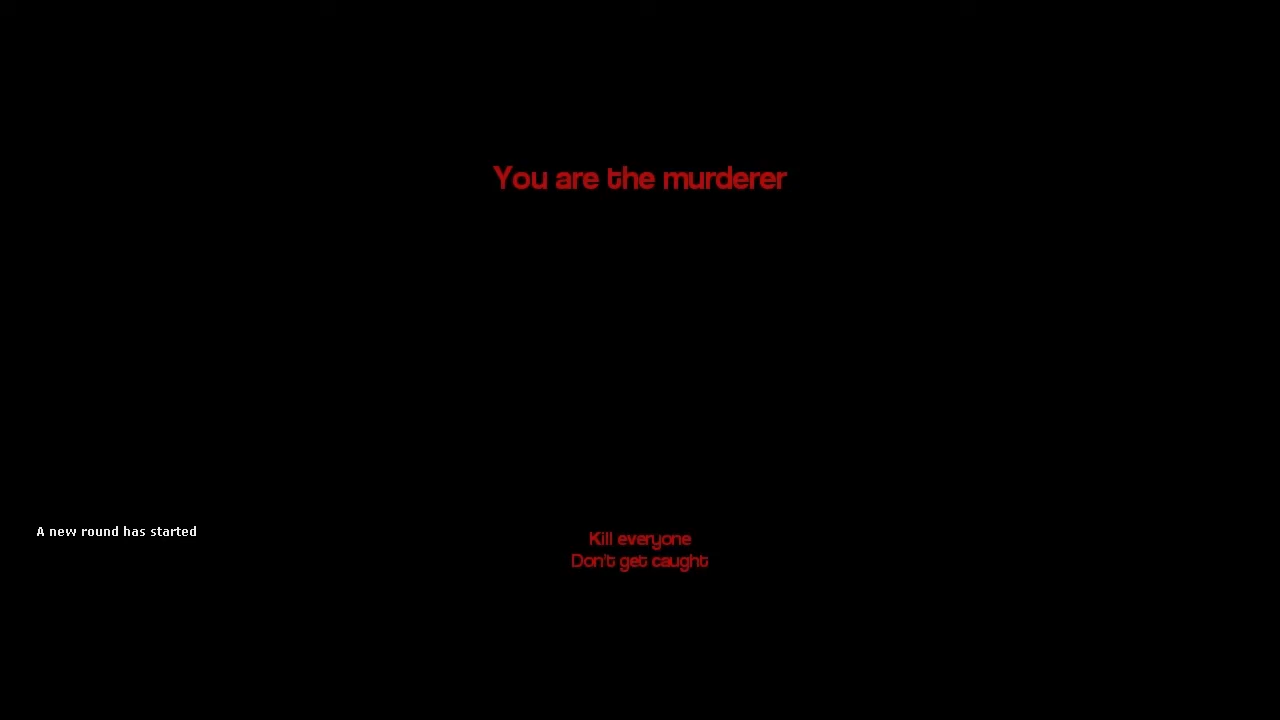 You are the murderer
A new round has started
Kill everyone
Don't get caught